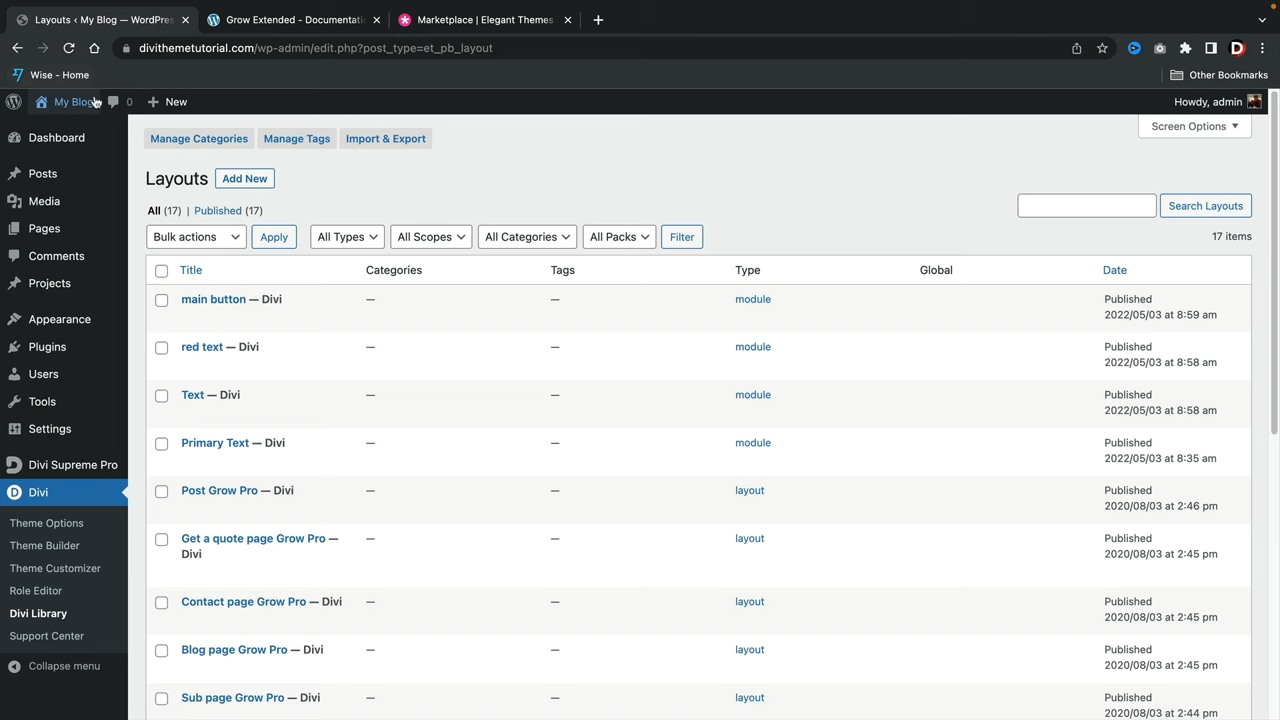 Layouts ‹ My Blog — WordPres
Grow Extended - Documentati
Marketplace | Elegant Themes
divithemetutorial.com/wp-admin/edit.php?post_type=et_pb_layout
Wise - Home
Other Bookmarks
My Blog
0
New
Howdy, admin
Dashboard
Posts
Media
Pages
Comments
Projects
Appearance
Plugins
Users
Tools
Settings
Divi Supreme Pro
Divi
Theme Options
Theme Builder
Theme Customizer
Role Editor
Divi Library
Support Center
Collapse menu
Manage Categories
Manage Tags
Import & Export
Screen Options
Layouts
Add New
All (17) | Published (17)
Search Layouts
Bulk actions
Apply
All Types
All Scopes
All Categories
All Packs
Filter
17 items
Title Categories Tags Type Global Date
main button — Divi — — module Published
2022/05/03 at 8:59 am
red text — Divi — — module Published
2022/05/03 at 8:58 am
Text — Divi — — module Published
2022/05/03 at 8:58 am
Primary Text — Divi — — module Published
2022/05/03 at 8:35 am
Post Grow Pro — Divi — — layout Published
2020/08/03 at 2:46 pm
Get a quote page Grow Pro — — — layout Published
Divi 2020/08/03 at 2:45 pm
Contact page Grow Pro — Divi — — layout Published
2020/08/03 at 2:45 pm
Blog page Grow Pro — Divi — — layout Published
2020/08/03 at 2:45 pm
Sub page Grow Pro — Divi — — layout Published
2020/08/03 at 2:44 pm